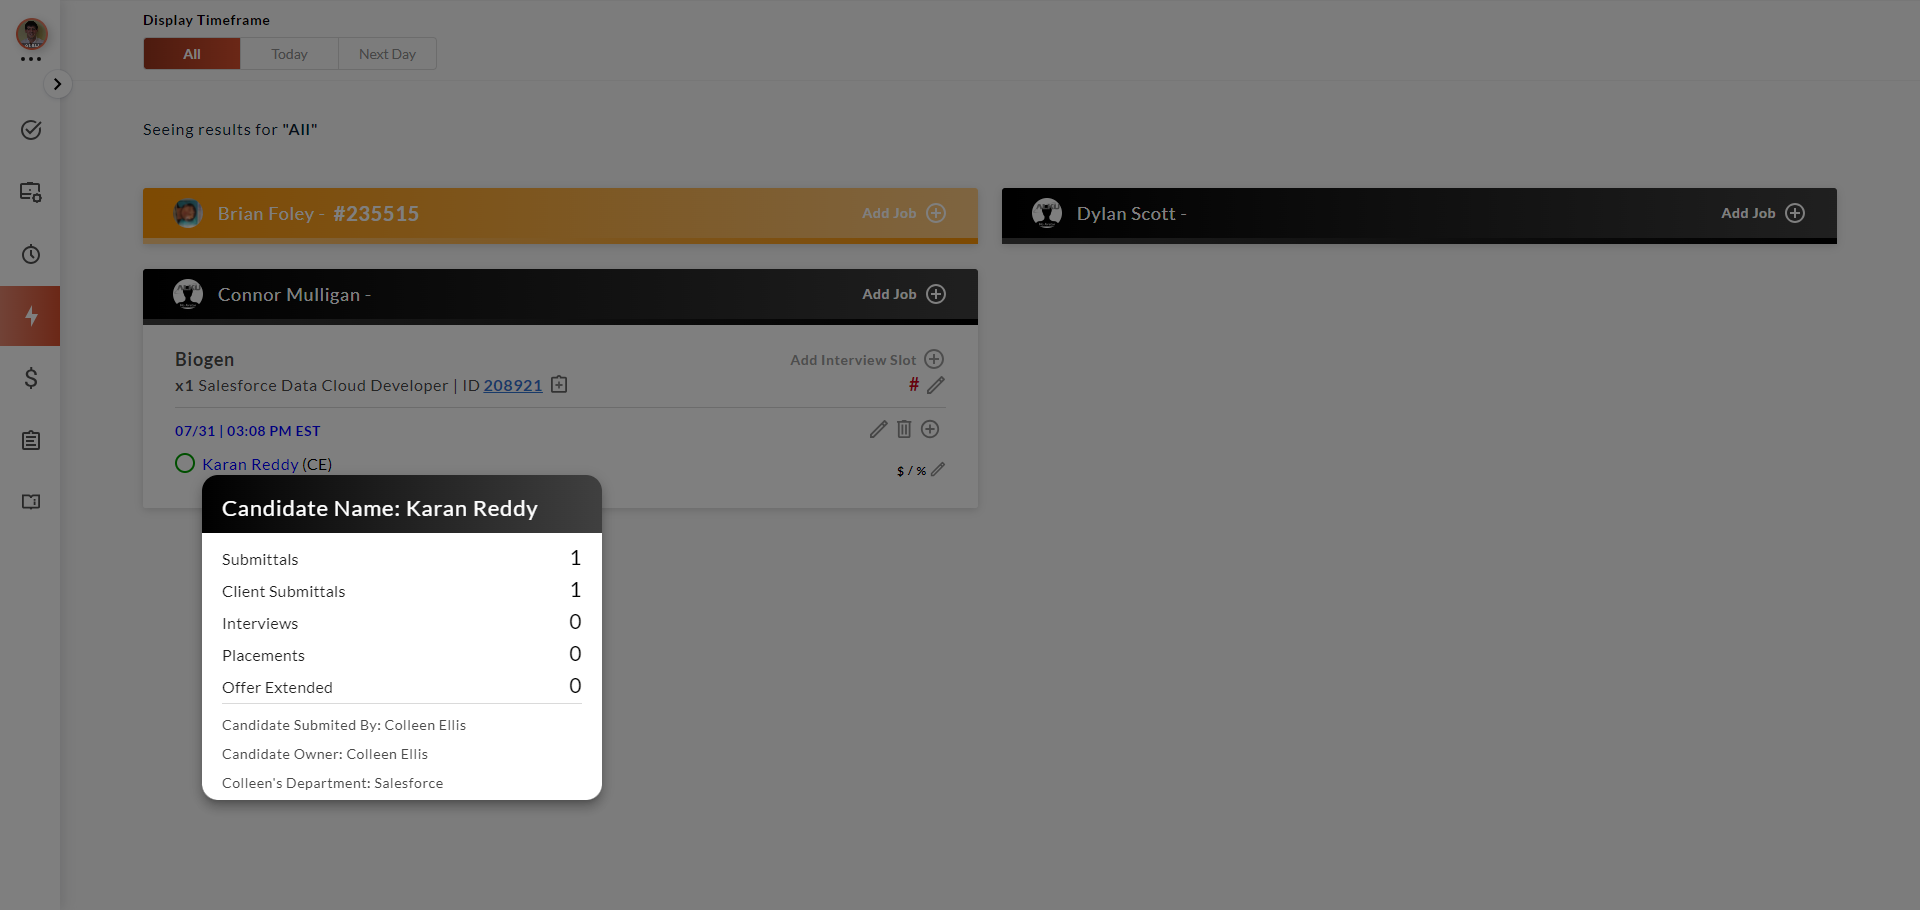 Display Timeframe
All
Today
Next Day
Seeing results for "All"
Brian Foley - #235515
Add Job
Dylan Scott -
Add Job
Connor Mulligan -
Add Job
Biogen
Add Interview Slot
x1 Salesforce Data Cloud Developer | ID 208921
#
07/31 | 03:08 PM EST
Karan Reddy (CE)
$ / %
Candidate Name: Karan Reddy
Submittals 1
Client Submittals 1
Interviews 0
Placements 0
Offer Extended 0
Candidate Submited By: Colleen Ellis
Candidate Owner: Colleen Ellis
Colleen's Department: Salesforce